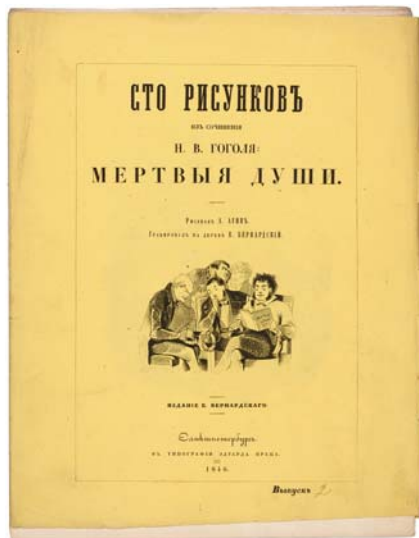 СТО РИСУНКОВЪ
ИЗЪ СОЧИНЕНІЯ
Н. В. ГОГОЛЯ:
МЕРТВЫЯ ДУШИ.
Рисовалъ А. АГИНЪ.
Гравировалъ на деревѣ Е. БЕРНАРДСКІЙ.
ИЗДАНІЕ Е. БЕРНАРДСКАГО
Санктпетербургъ.
ВЪ ТИПОГРАФІИ ЭДУАРДА ПРАЦА.
1846.
Выпускъ 2